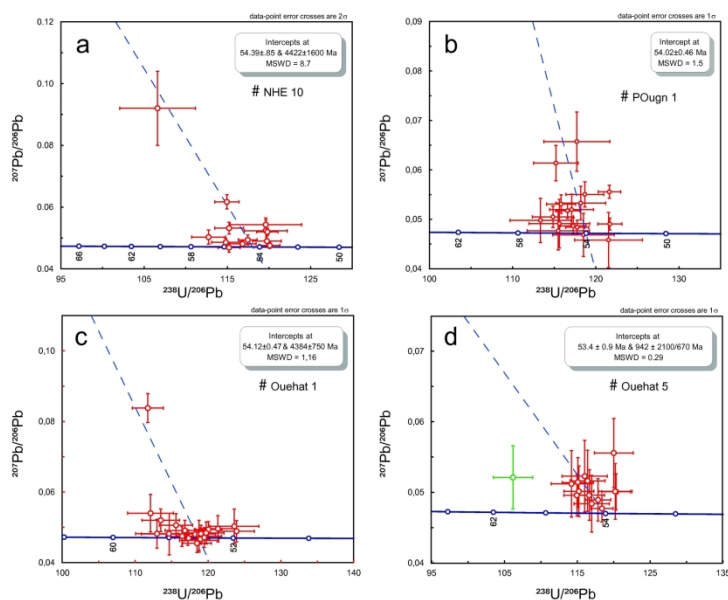 data-point error crosses are 2σ
a
Intercepts at
54.39±.85 & 4422±1600 Ma
MSWD = 8.7
# NHE 10
²⁰⁷Pb/²⁰⁶Pb
0.12
0.10
0.08
0.06
0.04
66
62
58
54
50
95
105
115
125
²³⁸U/²⁰⁶Pb
data-point error crosses are 1σ
b
Intercepts at
54.02±0.46 Ma
MSWD = 1.5
# POugn 1
²⁰⁷Pb/²⁰⁶Pb
0,09
0,08
0,07
0,06
0,05
0,04
62
58
54
50
100
110
120
130
²³⁸U/²⁰⁶Pb
data-point error crosses are 1σ
c
Intercepts at
54.12±0.47 & 4384±750 Ma
MSWD = 1,16
# Ouehat 1
²⁰⁷Pb/²⁰⁶Pb
0,10
0,08
0,06
0,04
60
52
100
110
120
130
140
²³⁸U/²⁰⁶Pb
data-point error crosses are 1σ
d
Intercepts at
53.4 ± 0.9 Ma & 942 ± 2100/670 Ma
MSWD = 0.29
# Ouehat 5
²⁰⁷Pb/²⁰⁶Pb
0,07
0,06
0,05
0,04
62
54
95
105
115
125
135
²³⁸U/²⁰⁶Pb